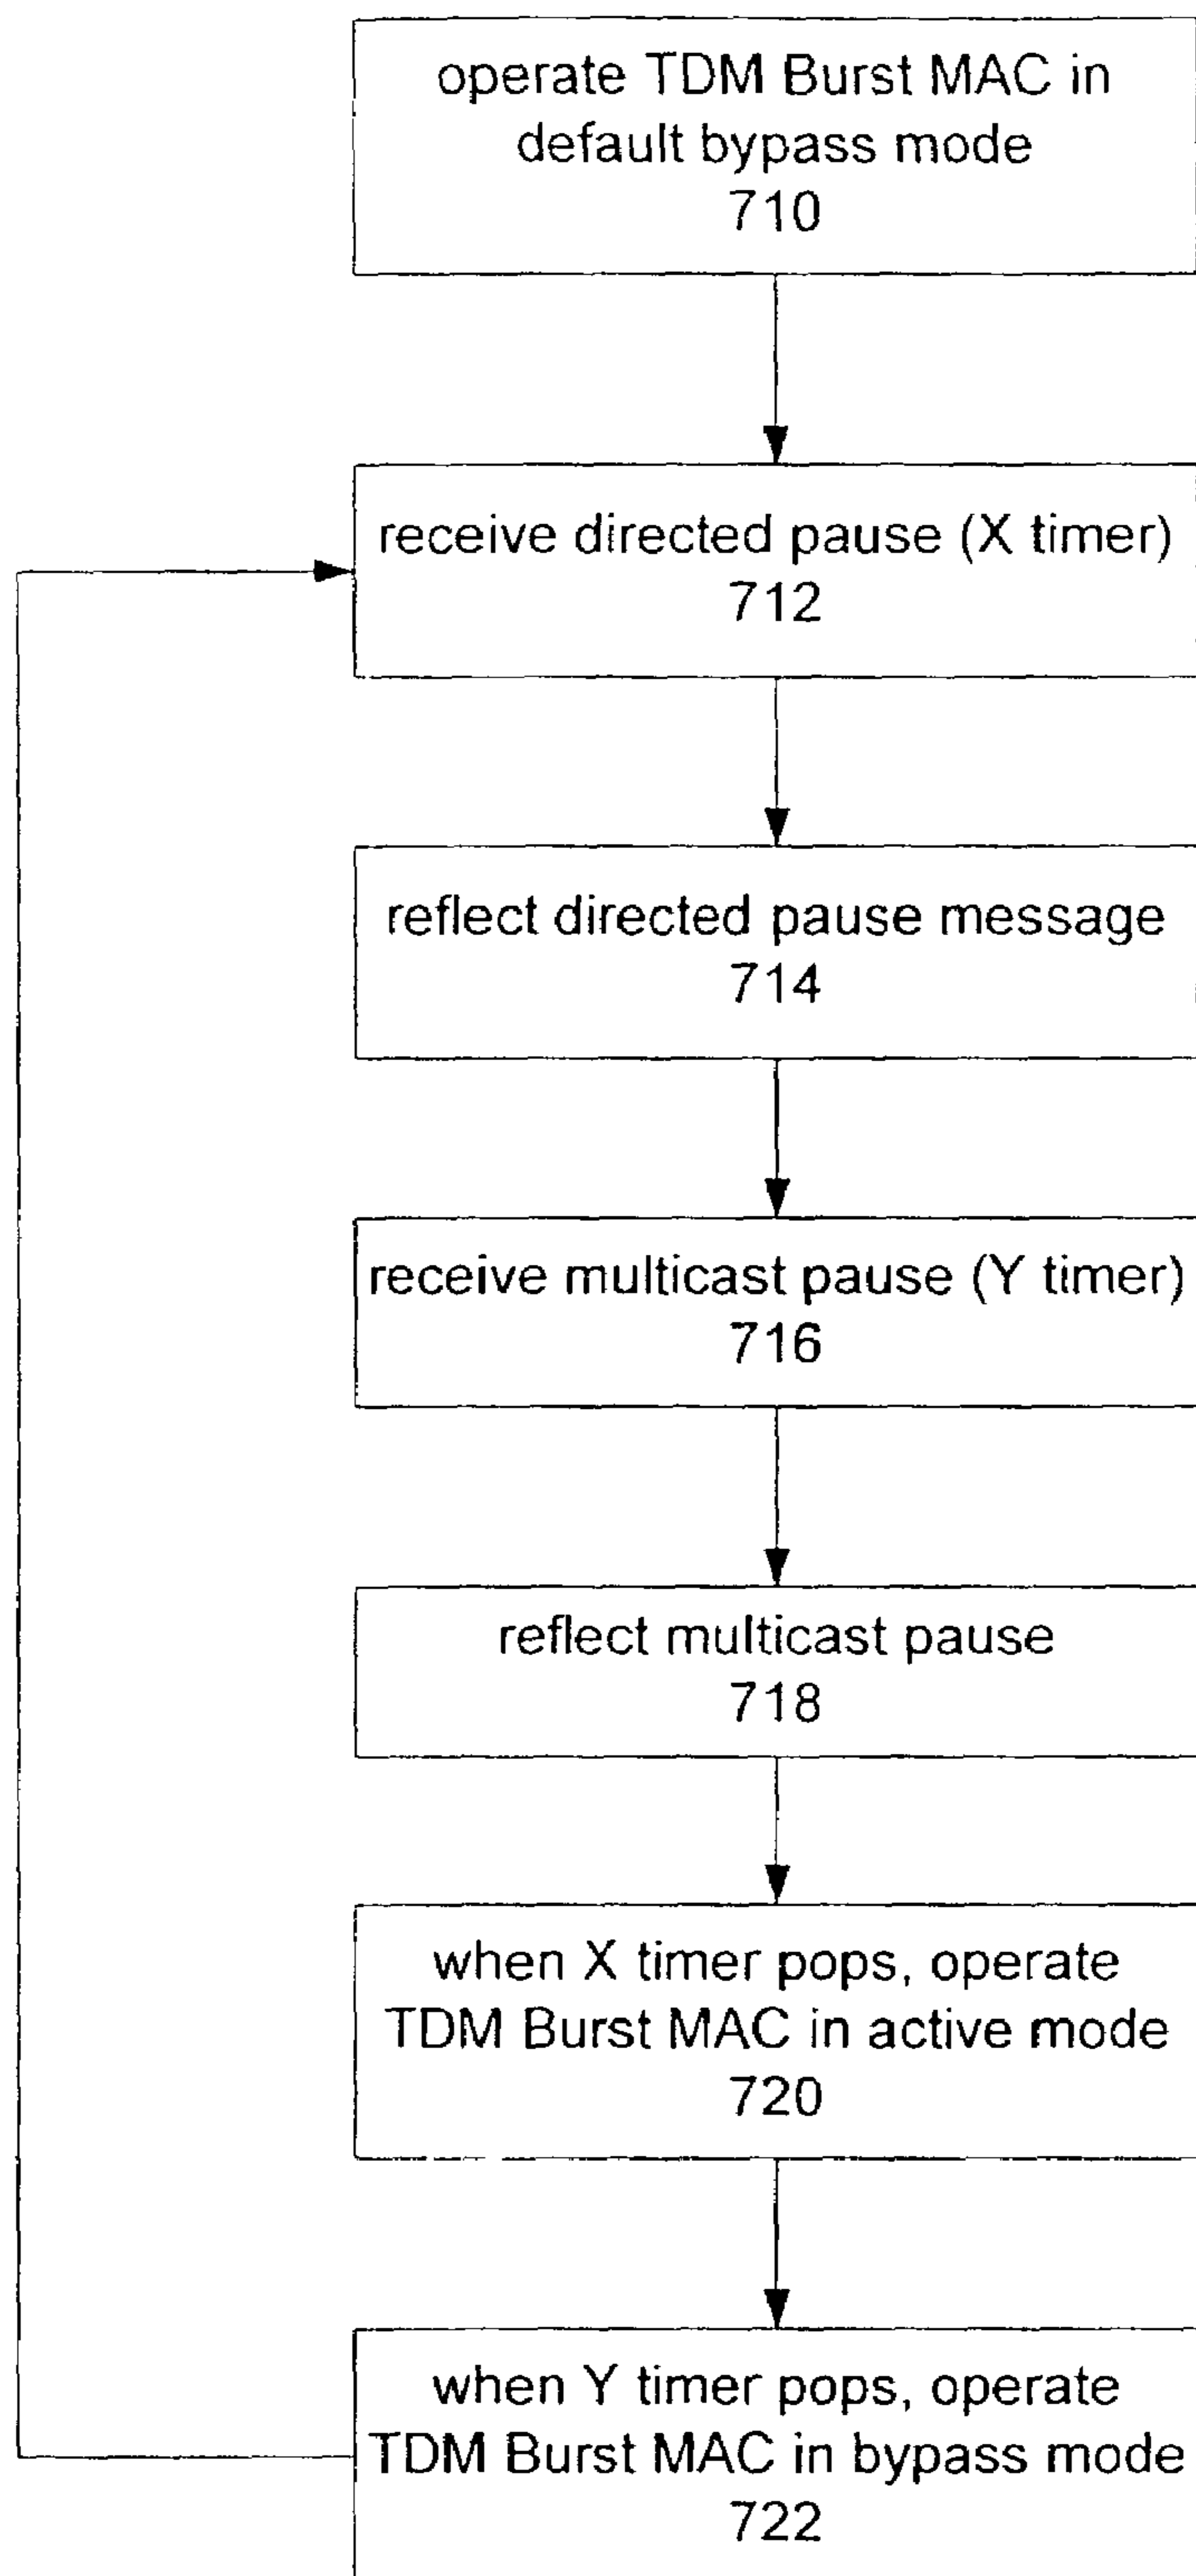 operate TDM Burst MAC in
default bypass mode
710
receive directed pause (X timer)
712
reflect directed pause message
714
receive multicast pause (Y timer)
716
reflect multicast pause
718
when X timer pops, operate
TDM Burst MAC in active mode
720
when Y timer pops, operate
TDM Burst MAC in bypass mode
722